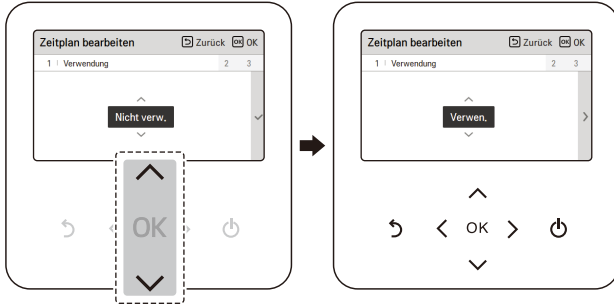 Zeitplan bearbeiten Zurück OK OK
1 Verwendung 2 3
Nicht verw.
OK
Zeitplan bearbeiten Zurück OK OK
1 Verwendung 2 3
Verwen.
OK